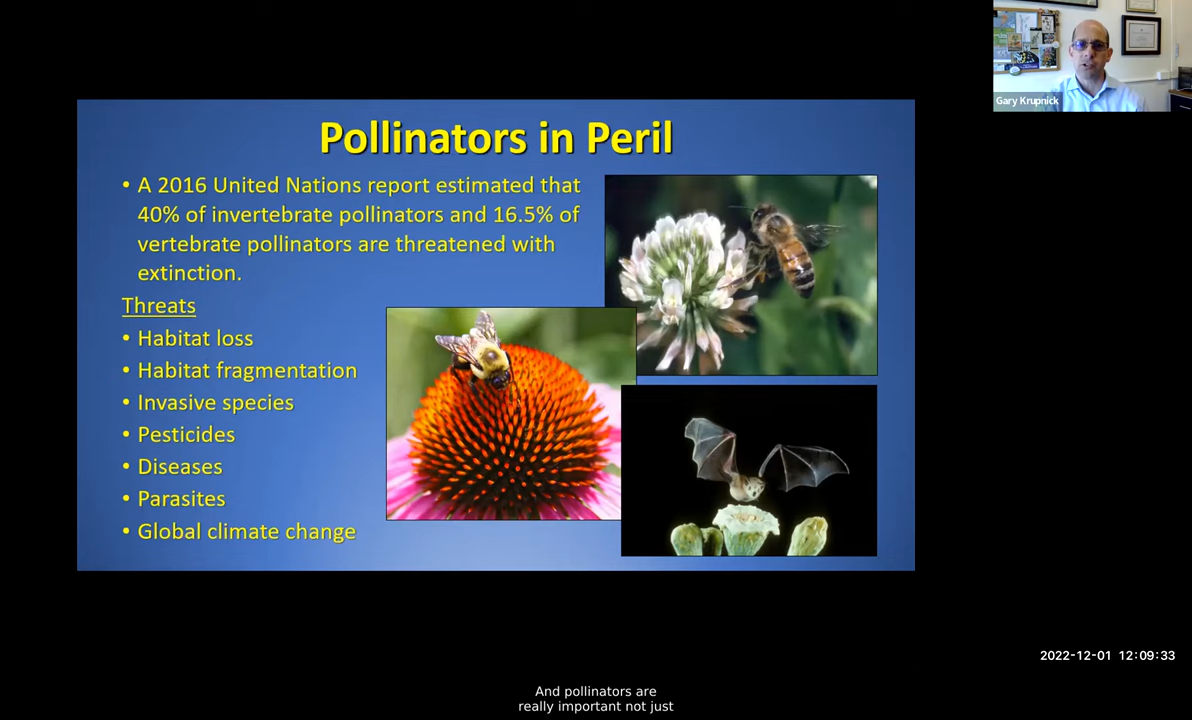 Pollinators in Peril
• A 2016 United Nations report estimated that
40% of invertebrate pollinators and 16.5% of
vertebrate pollinators are threatened with
extinction.
Threats
• Habitat loss
• Habitat fragmentation
• Invasive species
• Pesticides
• Diseases
• Parasites
• Global climate change
Gary Krupnick
2022-12-01 12:09:33
And pollinators are
really important not just